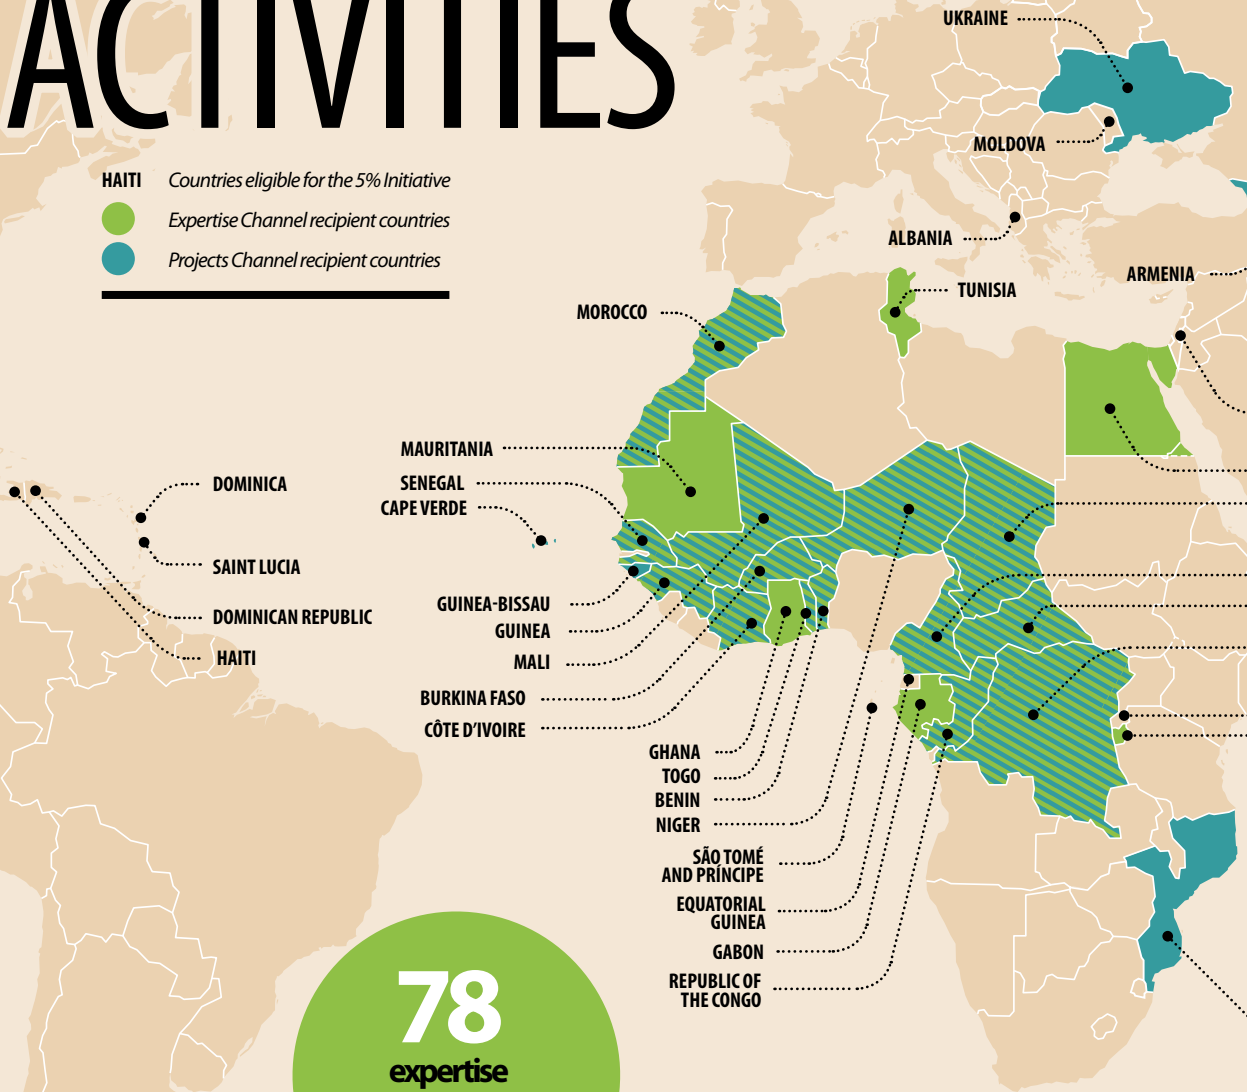 ACTIVITIES
HAITI Countries eligible for the 5% Initiative
Expertise Channel recipient countries
Projects Channel recipient countries
UKRAINE
MOLDOVA
ALBANIA
ARMENIA
TUNISIA
MOROCCO
MAURITANIA
SENEGAL
CAPE VERDE
DOMINICA
SAINT LUCIA
DOMINICAN REPUBLIC
HAITI
GUINEA-BISSAU
GUINEA
MALI
BURKINA FASO
CÔTE D'IVOIRE
GHANA
TOGO
BENIN
NIGER
SÃO TOMÉ
AND PRÍNCIPE
EQUATORIAL
GUINEA
GABON
REPUBLIC OF
THE CONGO
78
expertise